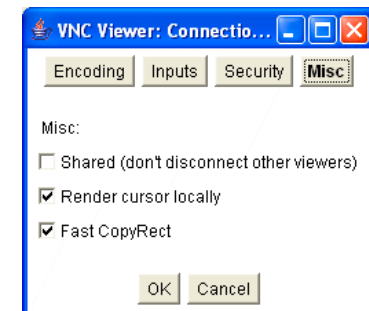 VNC Viewer: Connectio...
Encoding Inputs Security Misc
Misc:
Shared (don't disconnect other viewers)
Render cursor locally
Fast CopyRect
OK Cancel